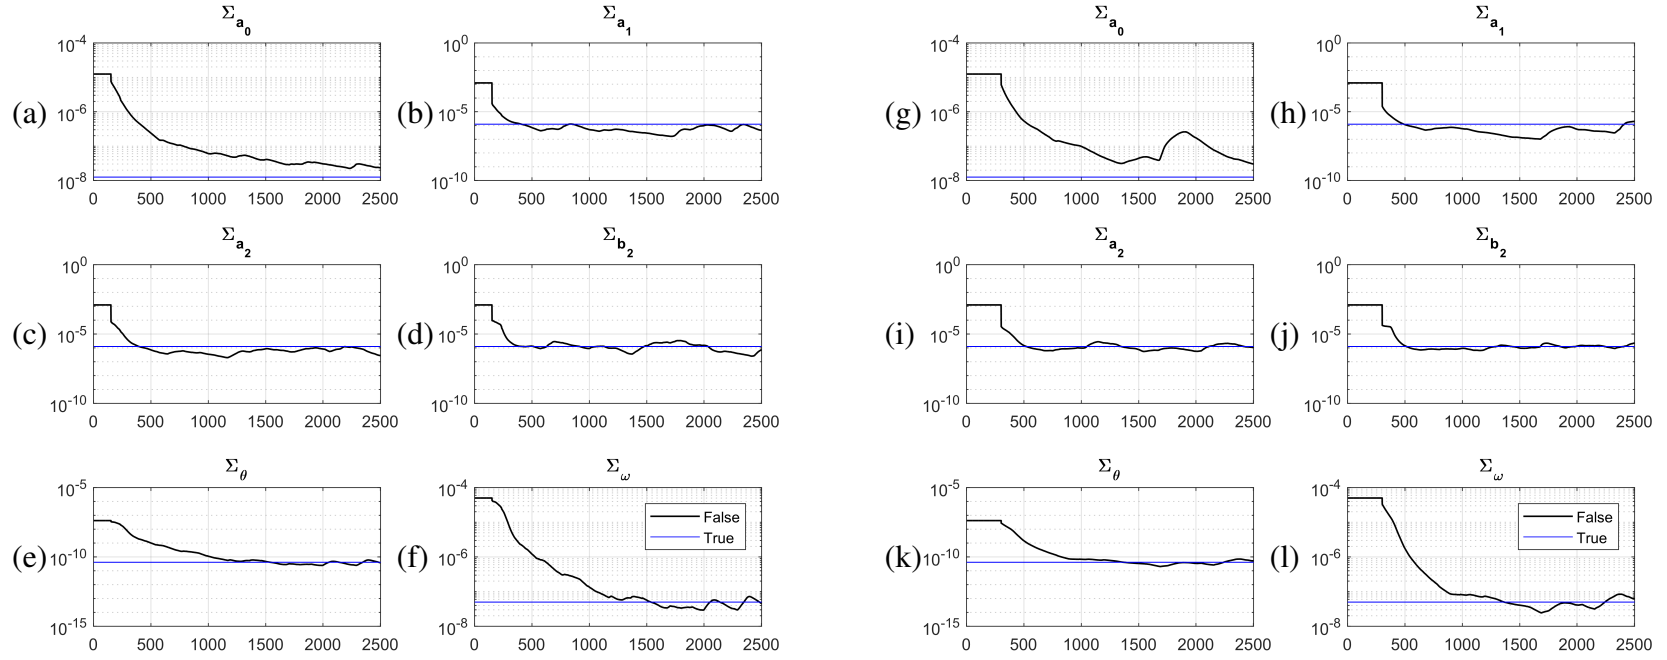 Σa0 Σa1 Σa0 Σa1
10^-4 10^0 10^-4 10^0
(a) 10^-6 (b) 10^-5 (g) 10^-6 (h) 10^-5
10^-8 10^-10 10^-8 10^-10
0 500 1000 1500 2000 2500 0 500 1000 1500 2000 2500 0 500 1000 1500 2000 2500 0 500 1000 1500 2000 2500
Σa2 Σb2 Σa2 Σb2
10^0 10^0 10^0 10^0
(c) 10^-5 (d) 10^-5 (i) 10^-5 (j) 10^-5
10^-10 10^-10 10^-10 10^-10
0 500 1000 1500 2000 2500 0 500 1000 1500 2000 2500 0 500 1000 1500 2000 2500 0 500 1000 1500 2000 2500
Σθ Σω Σθ Σω
10^-5 10^-4 10^-5 10^-4
False False
True True
(e) 10^-10 (f) 10^-6 (k) 10^-10 (l) 10^-6
10^-15 10^-8 10^-15 10^-8
0 500 1000 1500 2000 2500 0 500 1000 1500 2000 2500 0 500 1000 1500 2000 2500 0 500 1000 1500 2000 2500